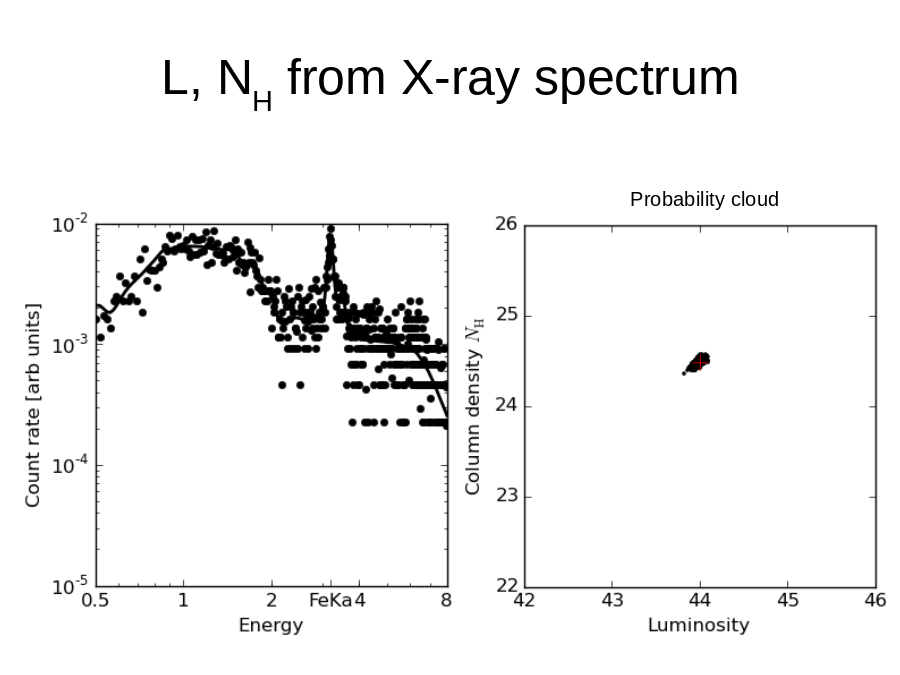 L, N_H from X-ray spectrum
Probability cloud
10^-2
10^-3
10^-4
10^-5
Count rate [arb units]
0.5 1 2 FeKa 4 8
Energy
26
25
24
23
22
Column density N_H
42 43 44 45 46
Luminosity